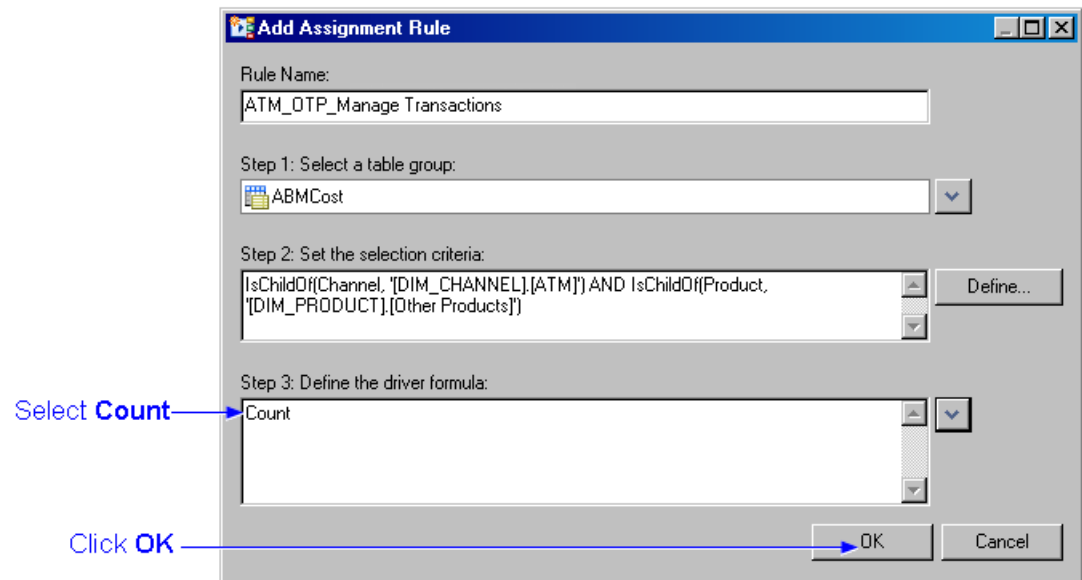 Add Assignment Rule
Rule Name:
ATM_OTP_Manage Transactions
Step 1: Select a table group:
ABMCost
Step 2: Set the selection criteria:
IsChildOf(Channel, '[DIM_CHANNEL].[ATM]') AND IsChildOf(Product,
'[DIM_PRODUCT].[Other Products]')
Define...
Step 3: Define the driver formula:
Select Count
Count
Click OK
OK
Cancel